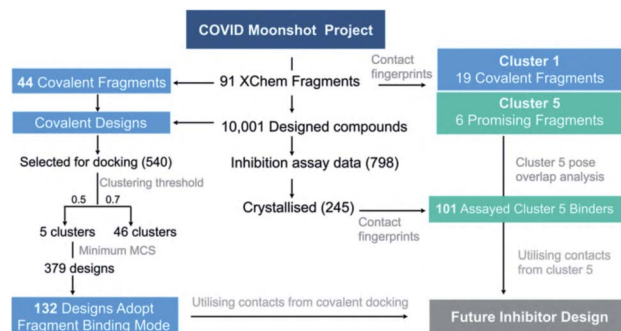 COVID Moonshot Project
44 Covalent Fragments
91 XChem Fragments
Contact
fingerprints
Cluster 1
19 Covalent Fragments
Cluster 5
6 Promising Fragments
Covalent Designs
10,001 Designed compounds
Selected for docking (540)
Inhibition assay data (798)
Cluster 5 pose
overlap analysis
Clustering threshold
0.5
0.7
Crystallised (245)
Contact
fingerprints
101 Assayed Cluster 5 Binders
5 clusters
46 clusters
Minimum MCS
379 designs
Utilising contacts
from cluster 5
132 Designs Adopt
Fragment Binding Mode
Utilising contacts from covalent docking
Future Inhibitor Design